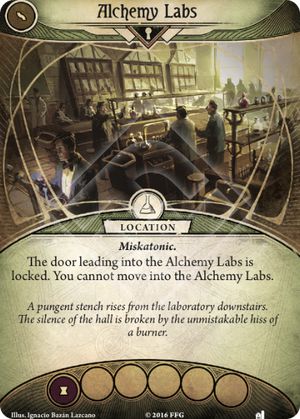 Alchemy Labs
LOCATION
Miskatonic.
The door leading into the Alchemy Labs is
locked. You cannot move into the Alchemy Labs.
A pungent stench rises from the laboratory downstairs.
The silence of the hall is broken by the unmistakable hiss of
a burner.
Illus. Ignacio Bazán Lazcano
© 2016 FFG